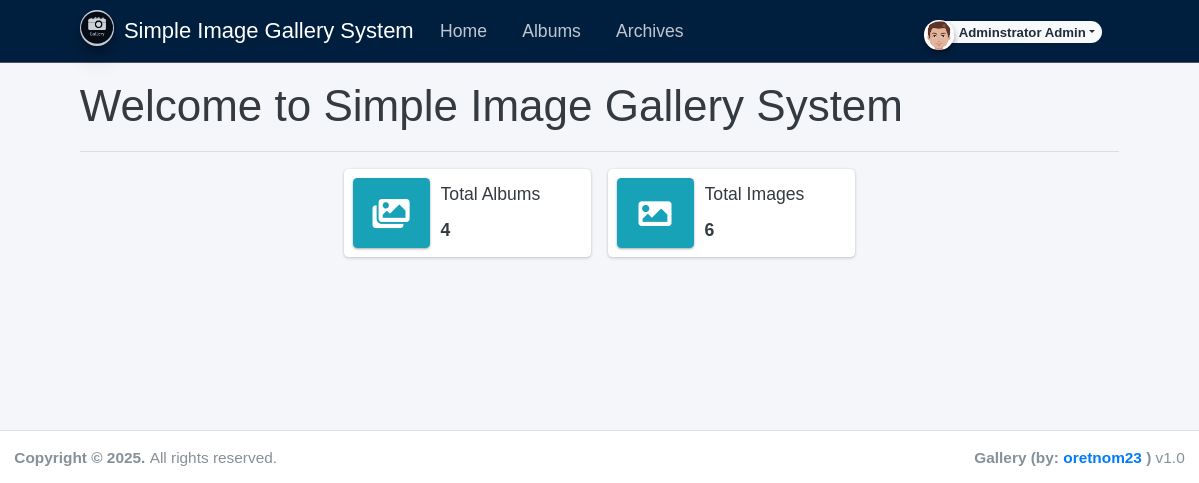 Gallery
Simple Image Gallery System Home Albums Archives Adminstrator Admin
Welcome to Simple Image Gallery System
Total Albums
4
Total Images
6
Copyright © 2025. All rights reserved.
Gallery (by: oretnom23 ) v1.0